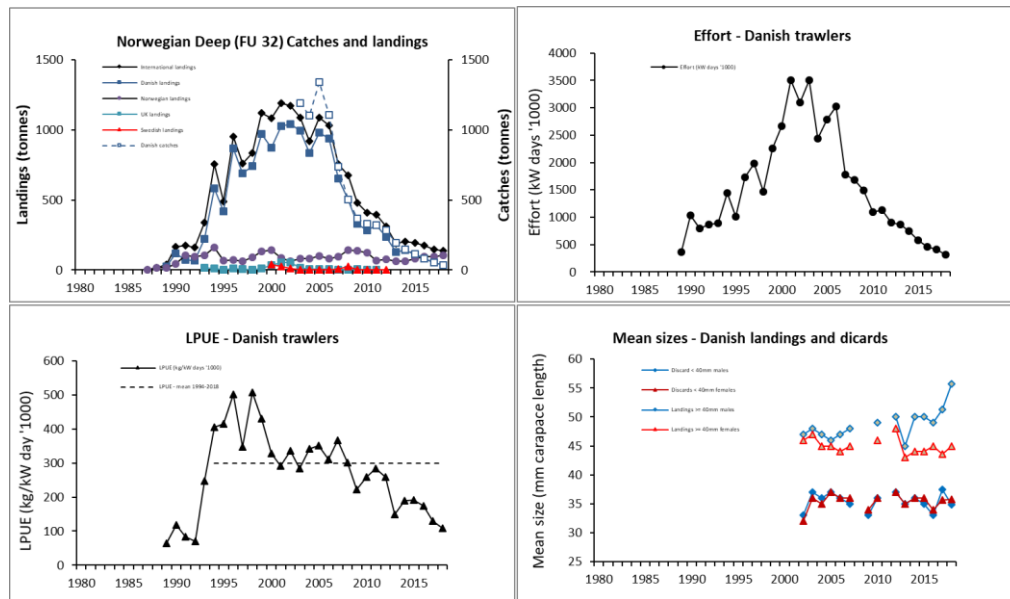 Norwegian Deep (FU 32) Catches and landings
Landings (tonnes)
1500
1000
500
0
International landings
Danish landings
Norwegian landings
UK landings
Swedish landings
Danish catches
1500
1000
500
0
Catches (tonnes)
1980 1985 1990 1995 2000 2005 2010 2015
Effort - Danish trawlers
Effort (kW days '1000)
4000
3500
3000
2500
2000
1500
1000
500
0
Effort (kW days '1000)
1980 1985 1990 1995 2000 2005 2010 2015
LPUE - Danish trawlers
LPUE (kg/kW day '1000)
600
500
400
300
200
100
0
LPUE (kg/kW days '1000)
LPUE - mean 1994-2018
1980 1985 1990 1995 2000 2005 2010 2015
Mean sizes - Danish landings and dicards
Mean size (mm carapace length)
60
55
50
45
40
35
30
25
Discard < 40mm males
Discards < 40mm females
Landings >= 40mm males
Landings >= 40mm females
1980 1985 1990 1995 2000 2005 2010 2015